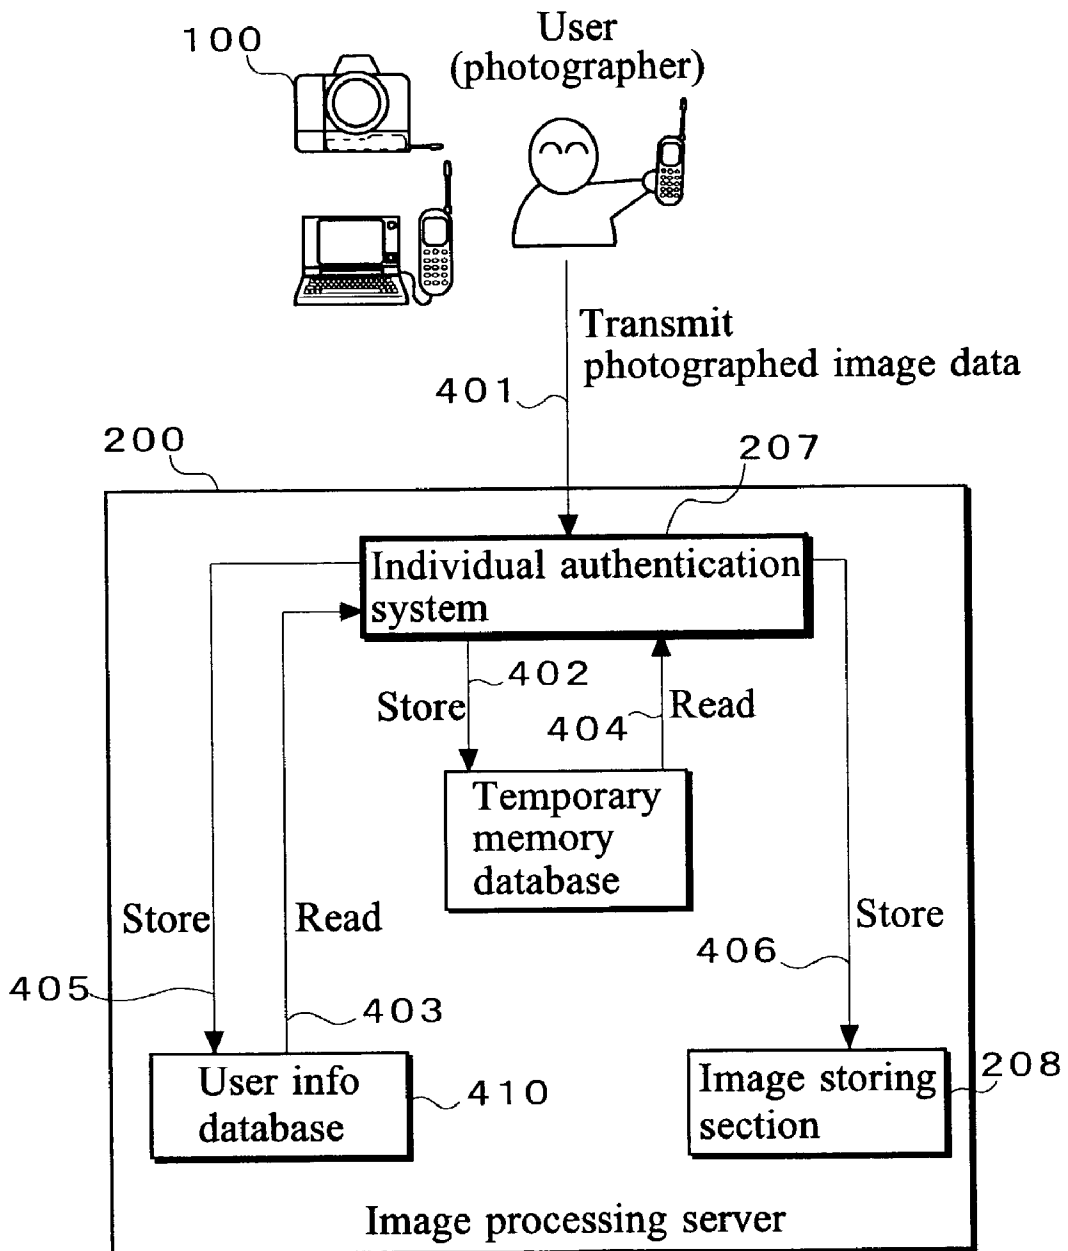 100
User
(photographer)
Transmit
photographed image data
401
200
207
Individual authentication
system
402
Store
404
Read
Temporary
memory
database
Store
Read
Store
406
405
403
User info
database
410
Image storing
section
208
Image processing server